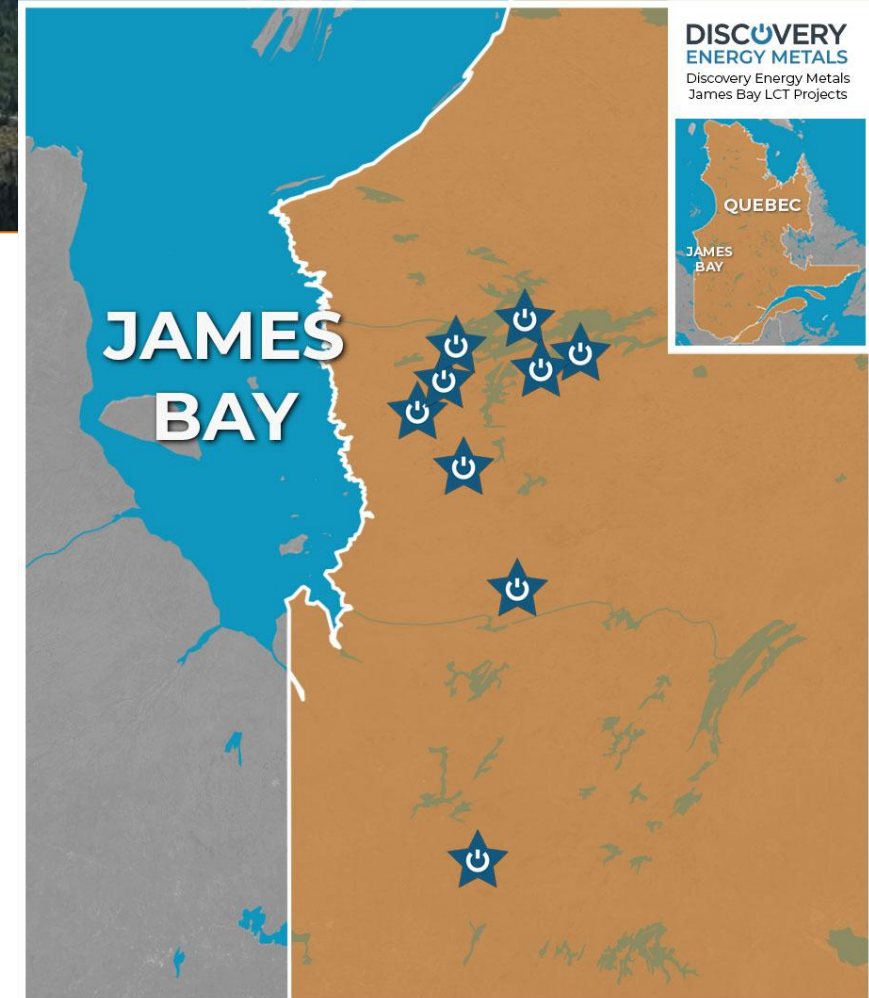 DISCOVERY
ENERGY METALS
Discovery Energy Metals
James Bay LCT Projects
QUEBEC
JAMES
BAY
JAMES
BAY